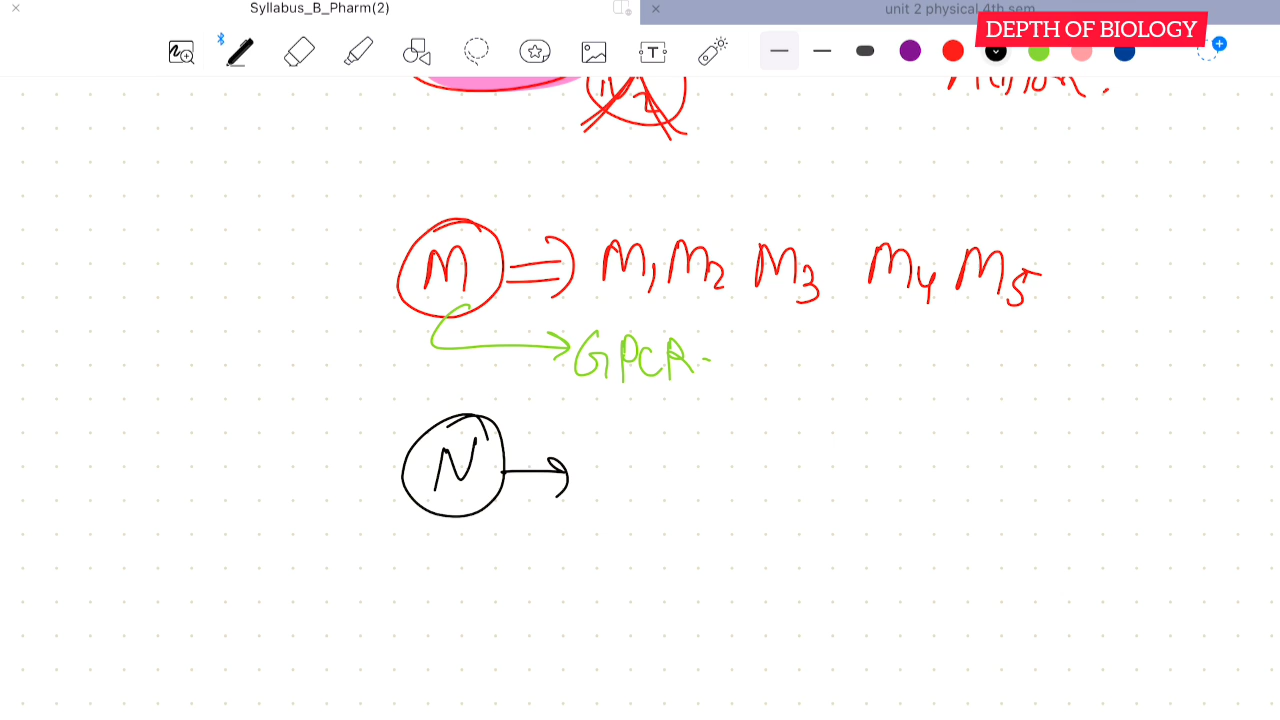 Syllabus_B_Pharm(2)
unit 2 physical 4th sem
DEPTH OF BIOLOGY
M ⇒ M1 M2 M3 M4 M5
GPCR
N →